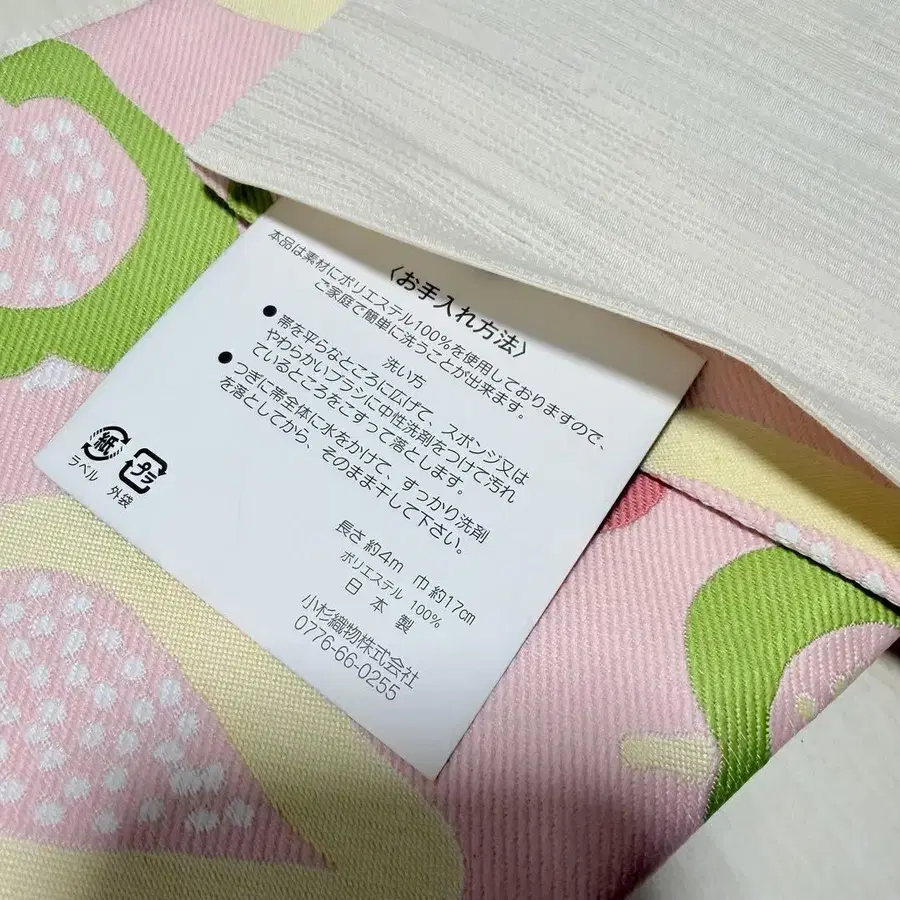 〈お手入れ方法〉
本品は素材にポリエステル100%を使用しておりますので、
ご家庭で簡単に洗うことが出来ます。
洗い方
●帯を平らなところに広げて、スポンジ又は
やわらかいブラシに中性洗剤をつけて汚れ
ているところをこすって落とします。
●つぎに帯全体に水をかけて、すっかり洗剤
を落としてから、そのまま干して下さい。
紙 プラ
ラベル 外袋
長さ 約4m 巾 約17cm
ポリエステル 100%
日本製
小杉織物株式会社
0776-66-0255